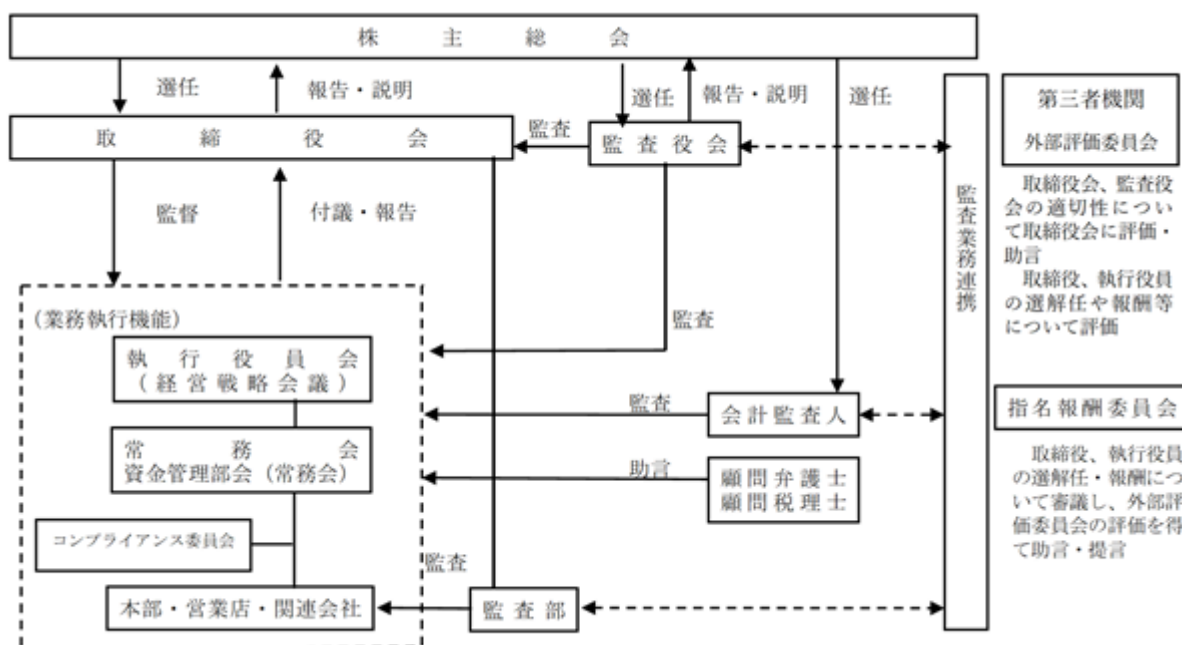 株主総会
選任
報告・説明
選任
報告・説明
選任
取締役会
監査
監査役会
監督
付議・報告
監査
(業務執行機能)
執行役員会
(経営戦略会議)
監査
会計監査人
常務会
資金管理部会(常務会)
助言
顧問弁護士
顧問税理士
コンプライアンス委員会
監査
本部・営業店・関連会社
監査部
監査業務連携
第三者機関
外部評価委員会
取締役会、監査役
会の適切性につい
て取締役会に評価・
助言
取締役、執行役員
の選解任や報酬等
について評価
指名報酬委員会
取締役、執行役員
の選解任・報酬につ
いて審議し、外部評
価委員会の評価を得
て助言・提言